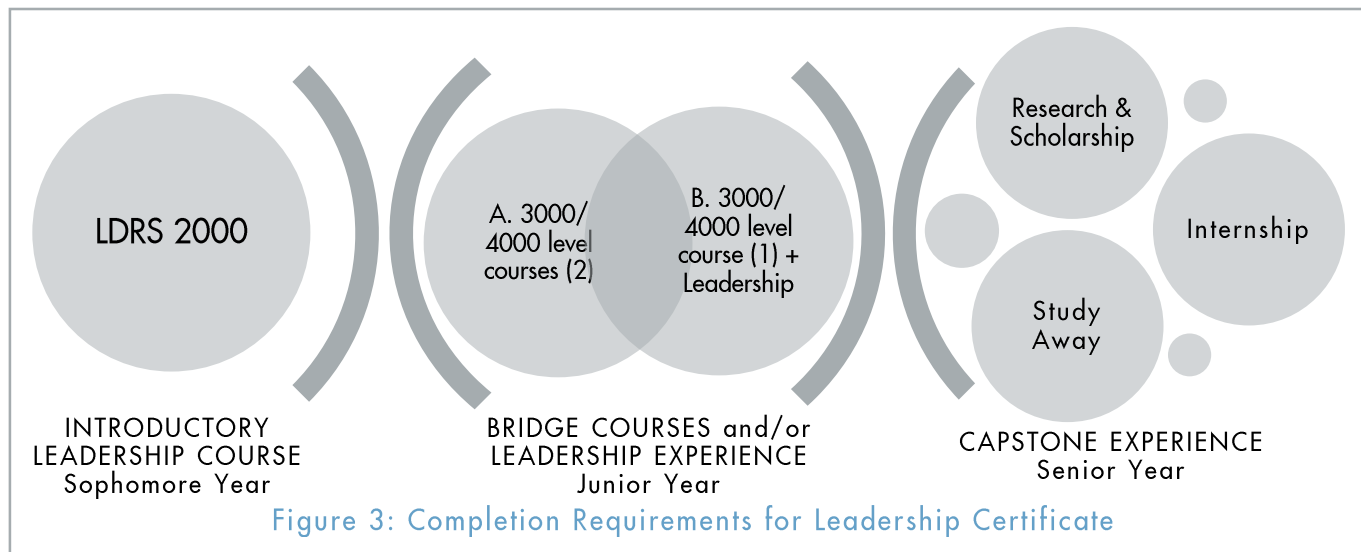 LDRS 2000
A. 3000/
4000 level
courses (2)
B. 3000/
4000 level
course (1) +
Leadership
Research &
Scholarship
Internship
Study
Away
INTRODUCTORY
LEADERSHIP COURSE
Sophomore Year
BRIDGE COURSES and/or
LEADERSHIP EXPERIENCE
Junior Year
CAPSTONE EXPERIENCE
Senior Year
Figure 3: Completion Requirements for Leadership Certificate